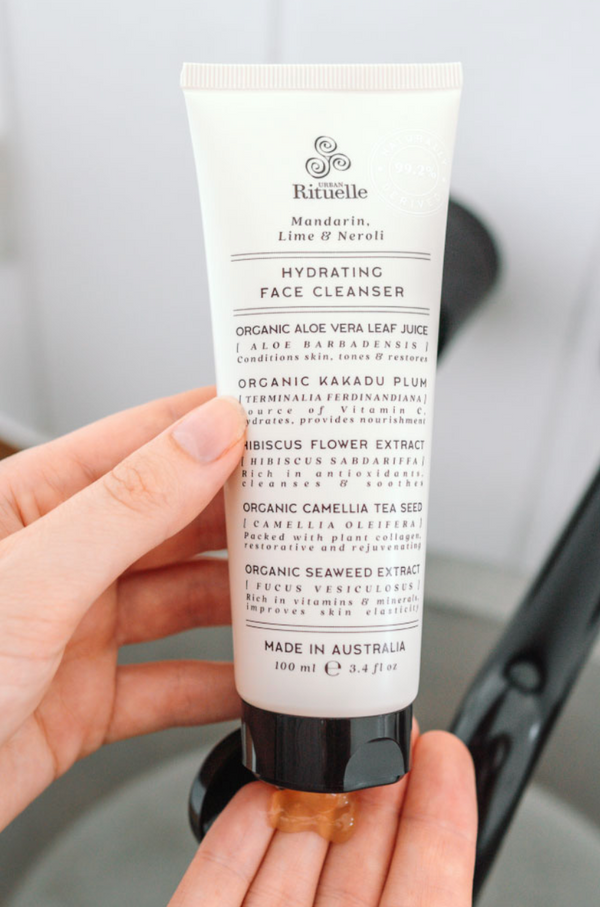 URBAN
Rituelle
Mandarin,
Lime & Neroli
HYDRATING
FACE CLEANSER
ORGANIC ALOE VERA LEAF JUICE
[ ALOE BARBADENSIS ]
Conditions skin, tones & restores
ORGANIC KAKADU PLUM
[ TERMINALIA FERDINANDIANA ]
ource of Vitamin C,
ydrates, provides nourishment
HIBISCUS FLOWER EXTRACT
[ HIBISCUS SABDARIFFA ]
Rich in antioxidants,
cleanses & soothes
ORGANIC CAMELLIA TEA SEED
[ CAMELLIA OLEIFERA ]
Packed with plant collagen,
restorative and rejuvenating
ORGANIC SEAWEED EXTRACT
[ FUCUS VESICULOSUS ]
Rich in vitamins & minerals,
improves skin elasticity
MADE IN AUSTRALIA
100 ml ℮ 3.4 fl oz